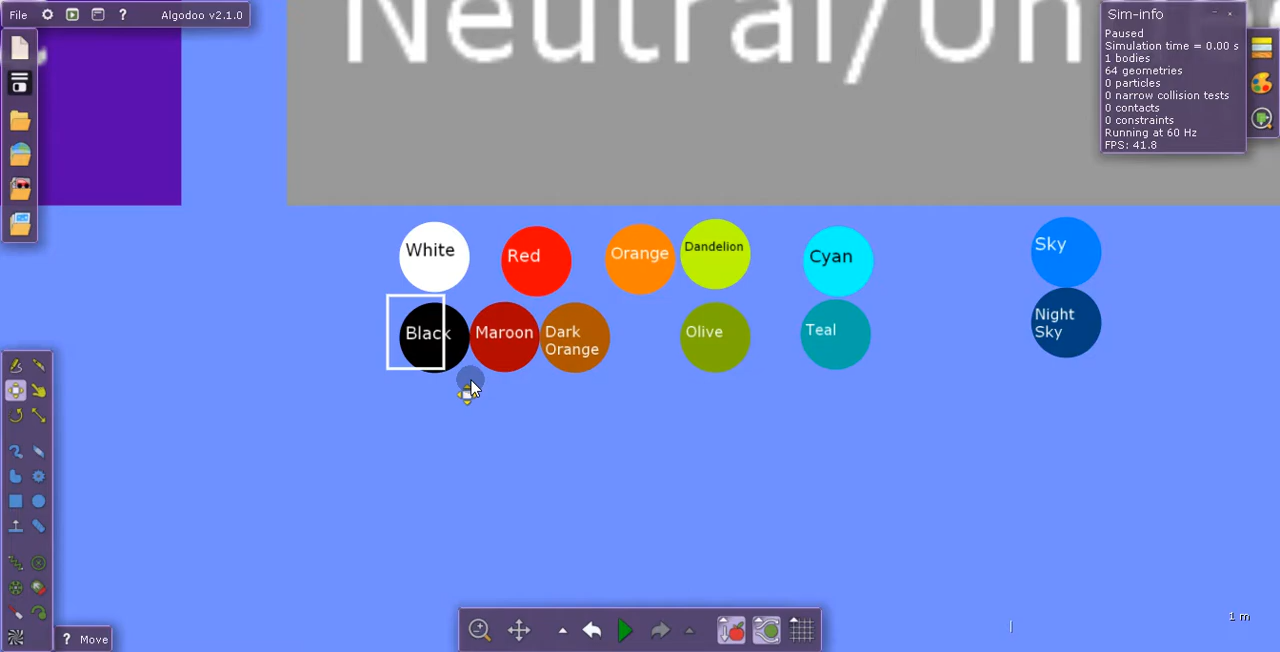 File ? Algodoo v2.1.0
Neutral/Un
Sim-info
Paused
Simulation time = 0.00 s
1 bodies
64 geometries
0 particles
0 narrow collision tests
0 contacts
0 constraints
Running at 60 Hz
FPS: 41.8
White
Red
Orange
Dandelion
Cyan
Sky
Black
Maroon
Dark
Orange
Olive
Teal
Night
Sky
1 m
? Move